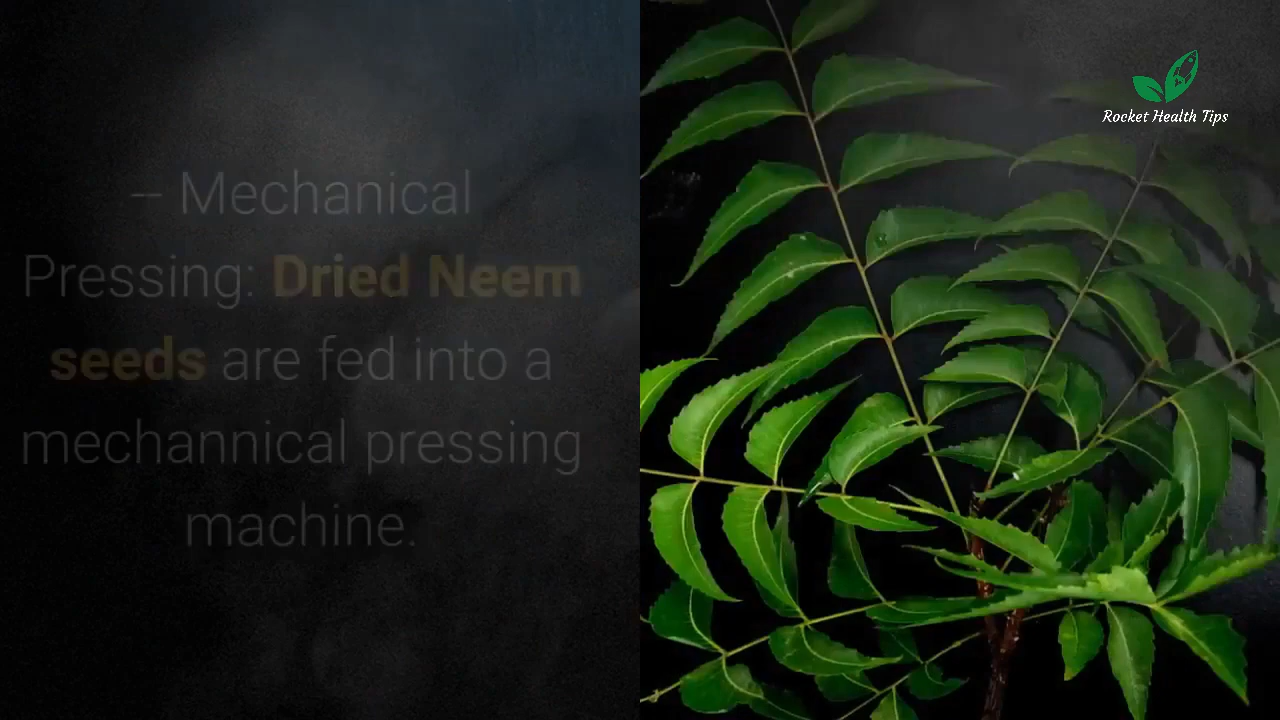 – Mechanical
Pressing: Dried Neem
seeds are fed into a
mechannical pressing
machine.
Rocket Health Tips